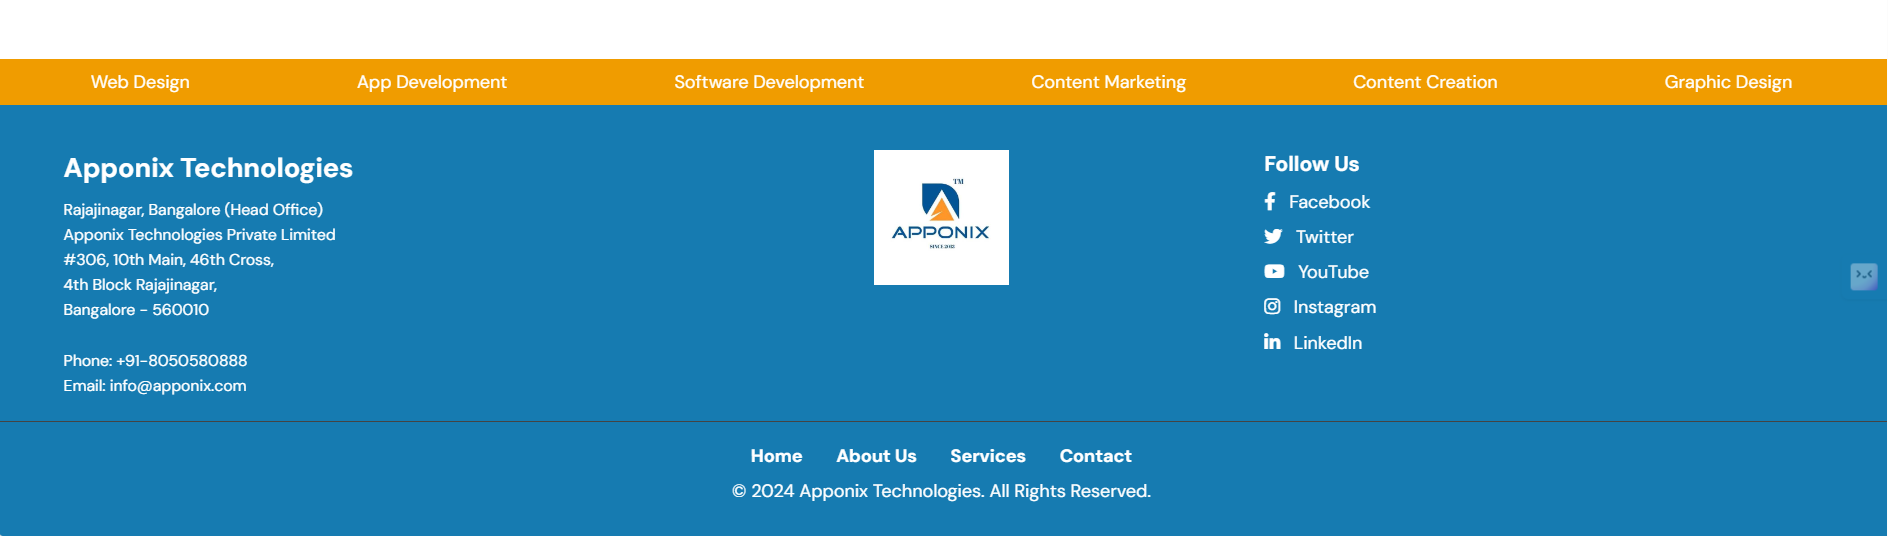 Web Design
App Development
Software Development
Content Marketing
Content Creation
Graphic Design
Apponix Technologies
Rajajinagar, Bangalore (Head Office)
Apponix Technologies Private Limited
#306, 10th Main, 46th Cross,
4th Block Rajajinagar,
Bangalore - 560010
Phone: +91-8050580888
Email: info@apponix.com
TM
APPONIX
SINCE 2012
Follow Us
Facebook
Twitter
YouTube
Instagram
LinkedIn
Home
About Us
Services
Contact
© 2024 Apponix Technologies. All Rights Reserved.